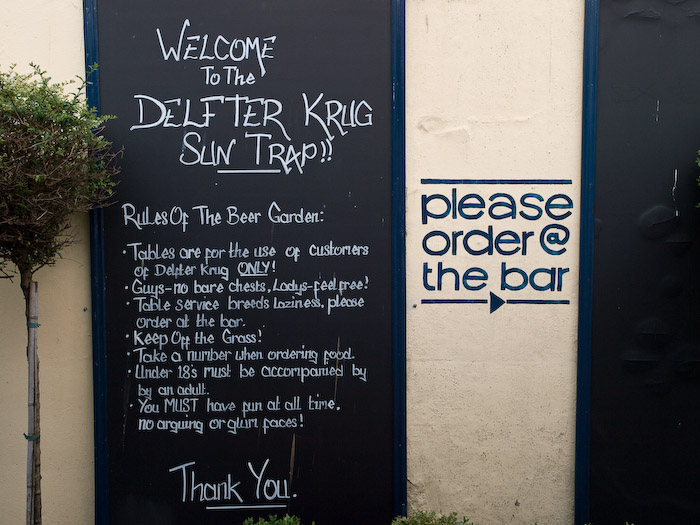 Welcome
To The
Delfter Krug
Sun Trap!!
Rules Of The Beer Garden:
· Tables are for the use of customers
of Delfter Krug ONLY!
· Guys-no bare chests, Ladys-feel free!
· Table service breeds laziness, please
order at the bar.
· Keep Off the Grass!
· Take a number when ordering food.
· Under 18's must be accompanied by
by an adult.
· You MUST have fun at all time,
no arguing or glum faces!
Thank You.
please
order @
the bar